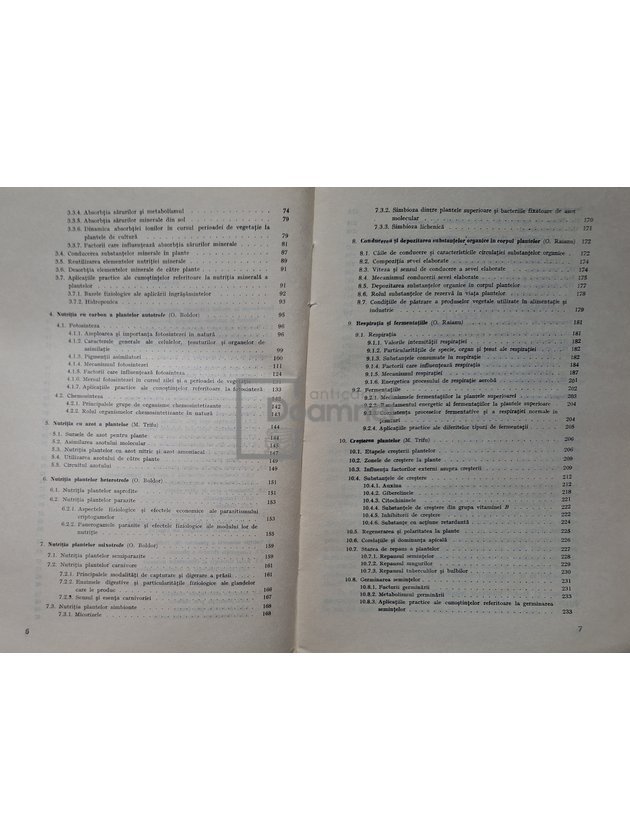 3.3.4. Absorbția sărurilor și metabolismul 74
3.3.5. Absorbția sărurilor minerale din sol 79
3.3.6. Dinamica absorbției ionilor în cursul perioadei de vegetație la
plantele de cultură 79
3.3.7. Factorii care influențează absorbția sărurilor minerale 81
3.4. Conducerea substanțelor minerale în plante 87
3.5. Reutilizarea elementelor nutriției minerale 89
3.6. Desorbția elementelor minerale de către plante 91
3.7. Aplicațiile practice ale cunoștințelor referitoare la nutriția minerală a
plantelor 91
3.7.1. Bazele fiziologice ale aplicării îngrășămintelor 92
3.7.2. Hidroponica 93
4. Nutriția cu carbon a plantelor autotrofe (O. Boldor) 95
4.1. Fotosinteza 96
4.1.1. Amploarea și importanța fotosintezei în natură 96
4.1.2. Caracterele generale ale celulelor, țesuturilor și organelor de
asimilație 99
4.1.3. Pigmenții asimilatori 100
4.1.4. Mecanismul fotosintezei 111
4.1.5. Factorii care influențează fotosinteza 124
4.1.6. Mersul fotosintezei în cursul zilei și a perioadei de
4.1.7. Aplicațiile practice ale cunoștințelor referitoare la fotosinteză 133
4.2. Chemosinteza 142
4.2.1. Principalele grupe de organisme chemosintetizante 142
4.2.2. Rolul organismelor chemosintetizante în natură 143
5. Nutriția cu azot a plantelor (M. Trifu) 144
5.1. Sursele de azot pentru plante 144
5.2. Asimilarea azotului molecular 145
5.3. Nutriția plantelor cu azot nitric și azot amoniacal 147
5.4. Utilizarea azotului de către plante 149
5.5. Circuitul azotului 149
6. Nutriția plantelor heterotrofe (O. Boldor) 151
6.1. Nutriția plantelor saprofite 151
6.2. Nutriția plantelor parazite 153
6.2.1. Aspectele fiziologice și efectele economice ale parazitismului
criptogamelor 153
6.2.2. Fanerogamele parazite și efectele fiziologice ale modului lor de
nutriție 155
7. Nutriția plantelor mixotrofe (O. Boldor) 159
7.1. Nutriția plantelor semiparazite 159
7.2. Nutriția plantelor carnivore 161
7.2.1. Principalele modalități de capturare și digerare a prăzii 161
7.2.2. Enzimele digestive și particularitățile fiziologice ale glandelor
care le produc 166
7.2.3. Sensul și esența carnivoriei 167
7.3. Nutriția plantelor simbionte 168
7.3.1. Micorizele 168
6
7.3.2. Simbioza dintre plantele superioare și bacteriile fixatoare de azot
molecular 170
7.3.3. Simbioza lichenică 171
8. Conducerea și depozitarea substanțelor organice în corpul plantelor (O. Raianu) 172
8.1. Căile de conducere și caracteristicile circulației substanțelor organice 172
8.2. Compoziția sevei elaborate 174
8.3. Viteza și sensul de conducere a sevei elaborate 174
8.4. Mecanismul conducerii sevei elaborate 175
8.5. Depozitarea substanțelor organice în corpul plantelor 177
8.6. Rolul substanțelor de rezervă în viața plantelor 178
8.7. Condițiile de păstrare a produselor vegetale utilizate în alimentație și
industrie 179
9. Respirația și fermentațiile (O. Raianu) 181
9.1. Respirația 181
9.1.1. Valorile intensității respirației 182
9.1.2. Particularitățile de specie, organ și țesut ale respirației 182
9.1.3. Substanțele consumate în respirație 182
9.1.4. Factorii care influențează respirația 184
9.1.5. Mecanismul respirației 187
9.1.6. Energetica procesului de respirație aerobă 201
9.2. Fermentațiile 202
9.2.1. Mecanismele fermentațiilor la plantele superioare 203
9.2.2. Randamentul energetic al fermentațiilor la plantele superioare 204
9.2.3. Coexistența proceselor fermentative și a respirației normale în
204
9.2.4. Aplicațiile practice ale diferitelor tipuri de fermentații 205
10. Creșterea plantelor (M. Trifu) 206
10.1. Etapele creșterii plantelor 206
10.2. Zonele de creștere la plante 209
10.3. Influența factorilor externi asupra creșterii 209
10.4. Substanțele de creștere 212
10.4.1. Auxina 212
10.4.2. Giberelinele 218
10.4.3. Citochininele 221
10.4.4. Substanțele de creștere din grupa vitaminei B 222
10.4.5. Inhibitorii de creștere 222
10.4.6. Substanțe cu acțiune retardantă 224
10.5. Regenerarea și polaritatea la plante 225
10.6. Corelațiile și dominanța apicală 226
10.7. Starea de repaus a plantelor 227
10.7.1. Repausul semințelor 228
10.7.2. Repausul mugurilor 229
10.7.3. Repausul tuberculilor și bulbilor 230
10.8. Germinarea semințelor 231
10.8.1. Factorii germinării 231
10.8.2. Metabolismul germinării 233
10.8.3. Aplicațiile practice ale cunoștințelor referitoare la germinarea
semințelor 233
7